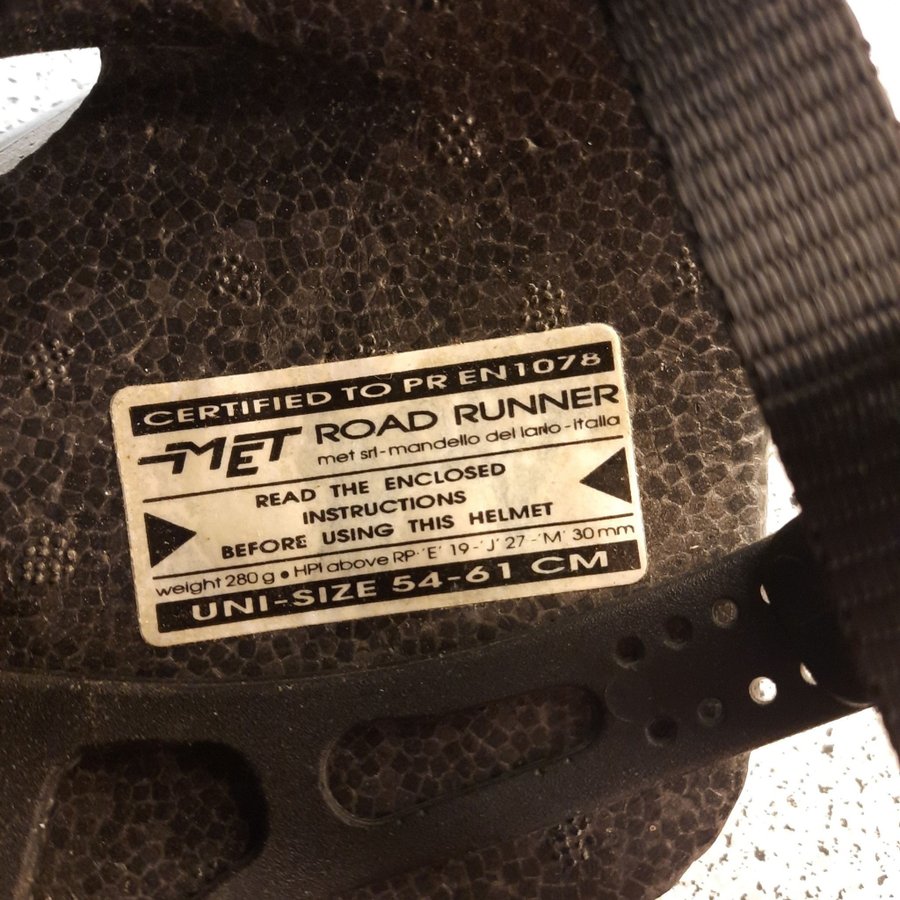 CERTIFIED TO PR EN1078
MET ROAD RUNNER
met srl-mandello del lario-italia
READ THE ENCLOSED
INSTRUCTIONS
BEFORE USING THIS HELMET
weight 280 g • HPI above RP-'E' 19-'J' 27-'M' 30 mm
UNI-SIZE 54-61 CM